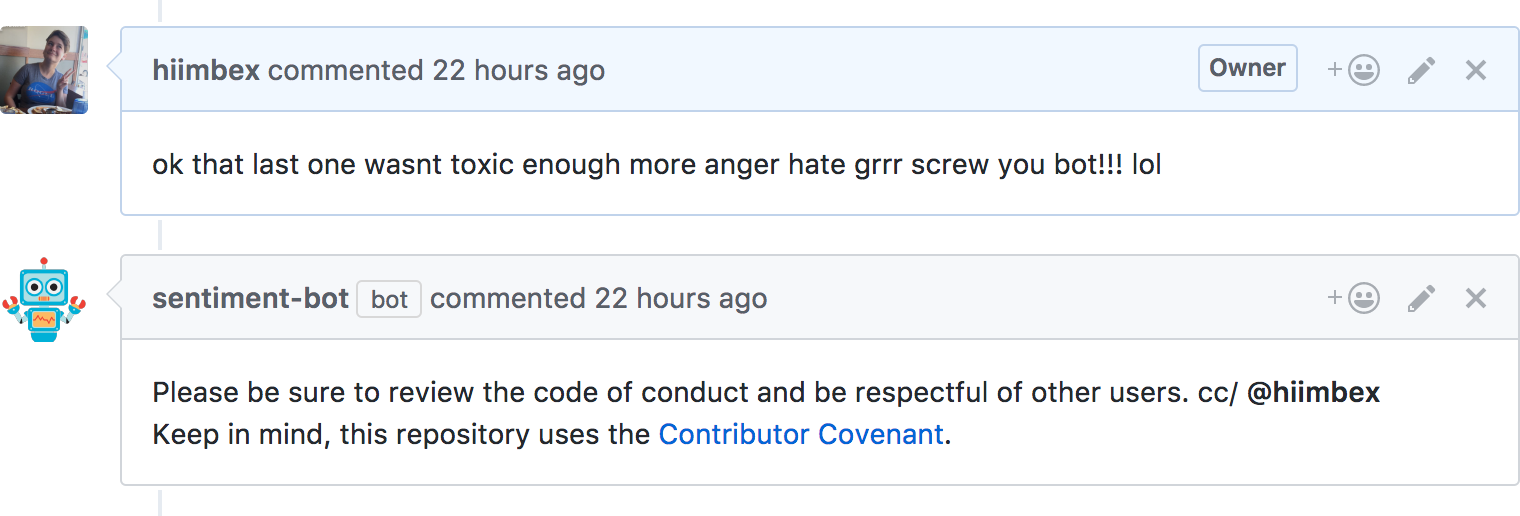 hiimbex commented 22 hours ago Owner
ok that last one wasnt toxic enough more anger hate grrr screw you bot!!! lol
sentiment-bot bot commented 22 hours ago
Please be sure to review the code of conduct and be respectful of other users. cc/ @hiimbex
Keep in mind, this repository uses the Contributor Covenant.